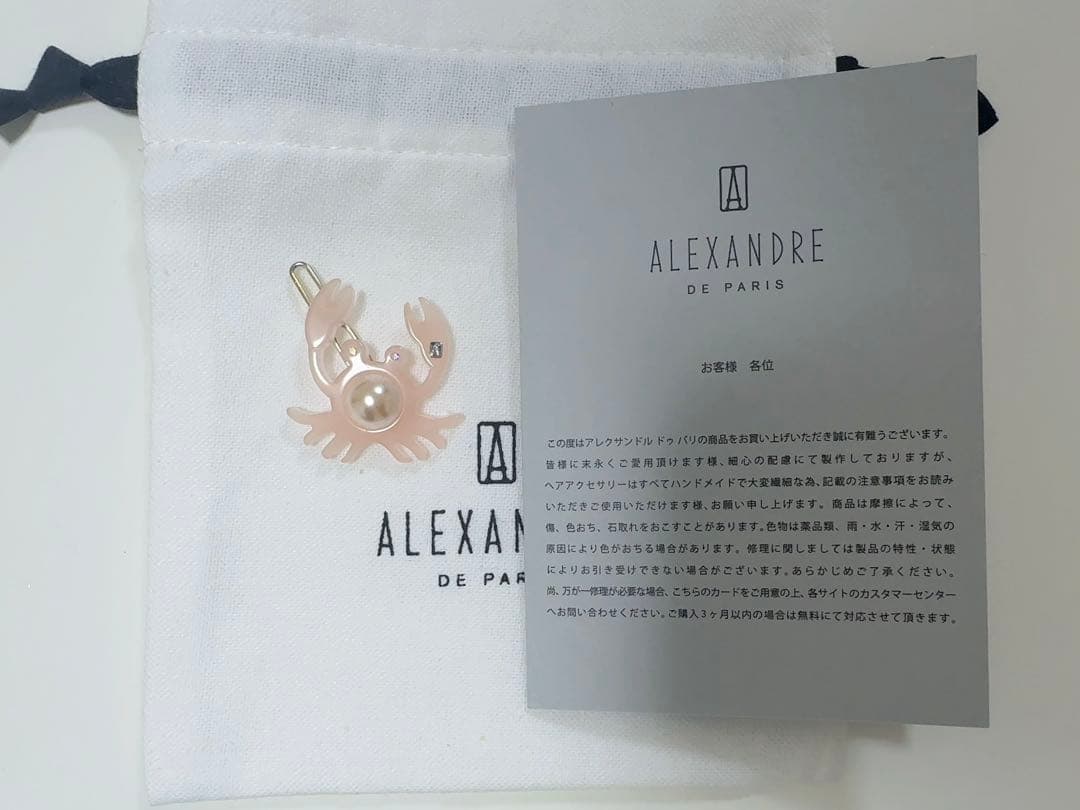 A
ALEXAN
DE PAR
A
ALEXANDRE
DE PARIS
お客様 各位
この度はアレクサンドル ドゥ パリの商品をお買い上げいただき誠に有難うございます。
皆様に末永くご愛用頂けます様、細心の配慮にて製作しておりますが、
ヘアアクセサリーはすべてハンドメイドで大変繊細な為、記載の注意事項をお読み
いただきご使用いただけます様、お願い申し上げます。商品は摩擦によって、
傷、色おち、石取れをおこすことがあります。色物は薬品類、雨・水・汗・湿気の
原因により色がおちる場合があります。修理に関しましては製品の特性・状態
によりお引き受けできない場合がございます。あらかじめご了承ください。
尚、万が一修理が必要な場合、こちらのカードをご用意の上、各サイトのカスタマーセンター
へお問い合わせください。ご購入3ヶ月以内の場合は無料にて対応させて頂きます。